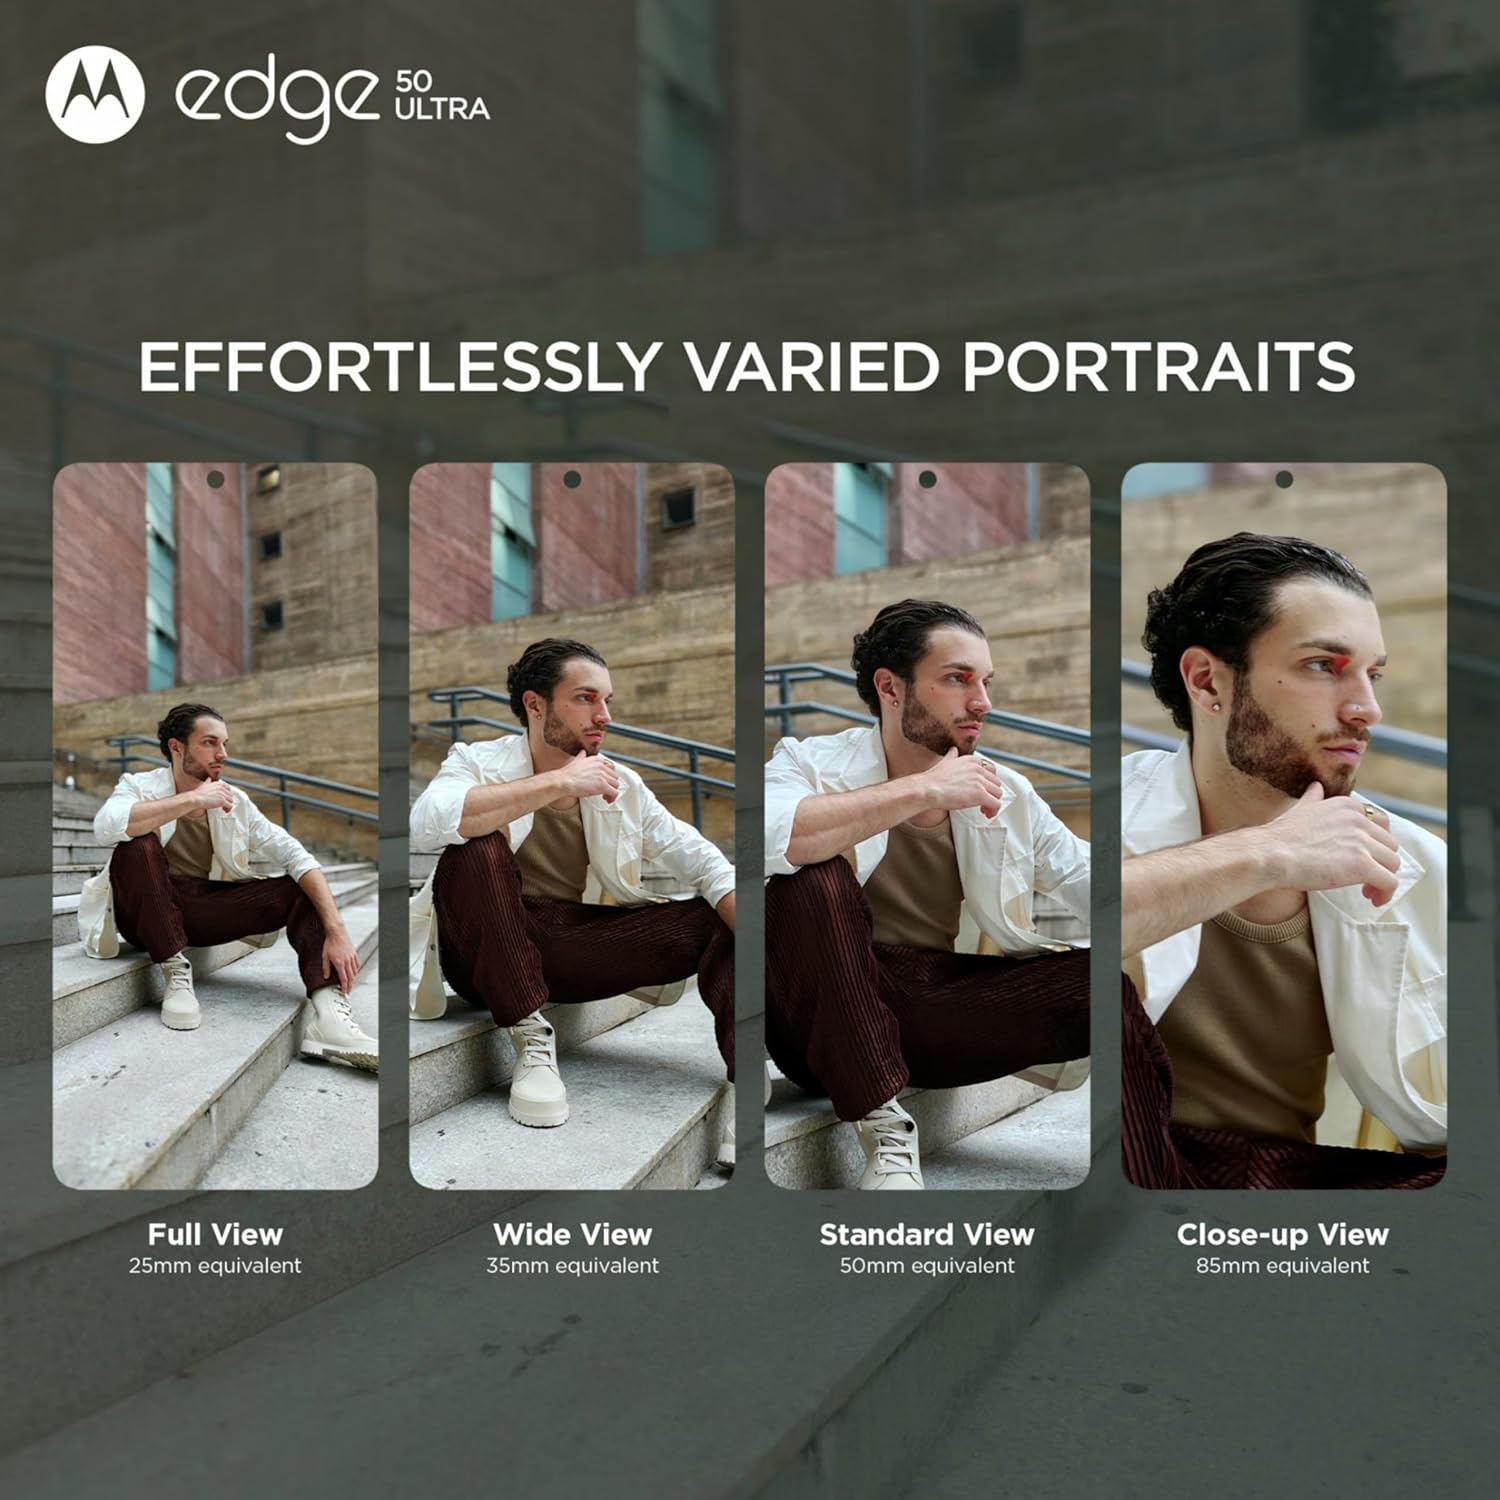 edge 50 ULTRA
EFFORTLESSLY VARIED PORTRAITS
Full View
25mm equivalent
Wide View
35mm equivalent
Standard View
50mm equivalent
Close-up View
85mm equivalent